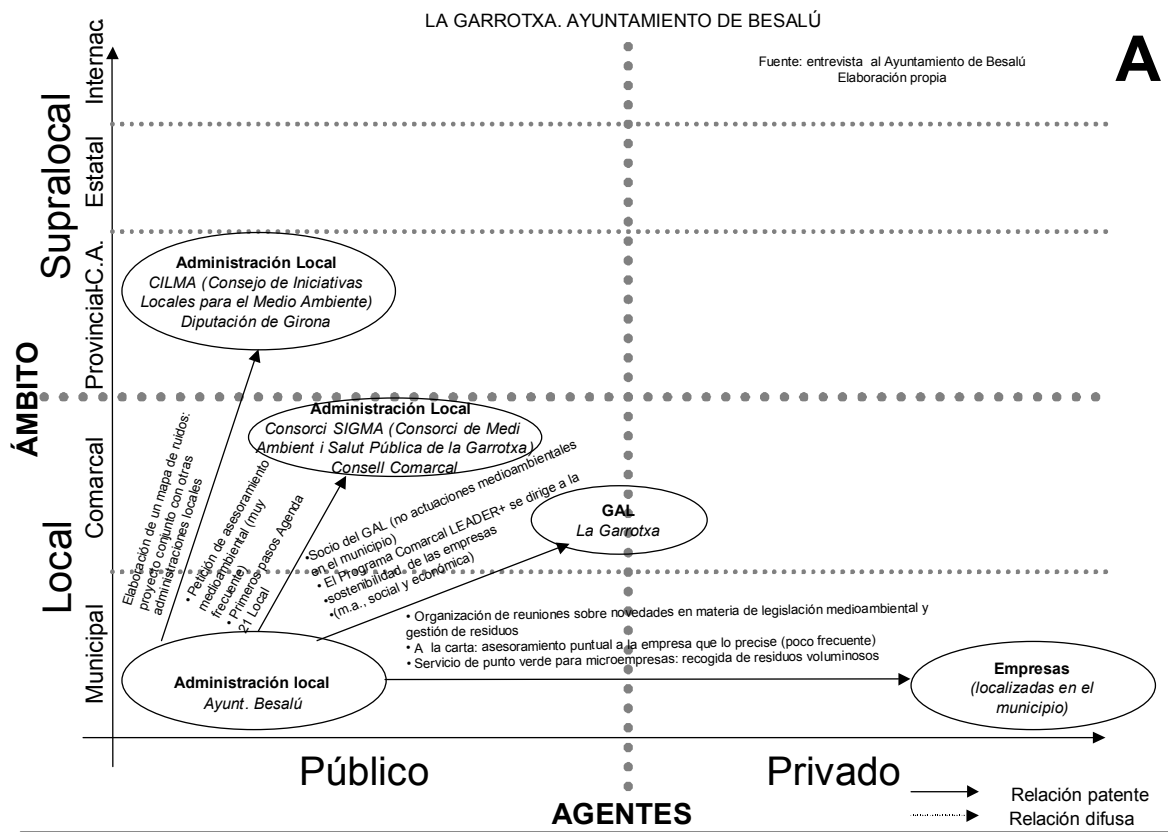 LA GARROTXA. AYUNTAMIENTO DE BESALÚ
Fuente: entrevista al Ayuntamiento de Besalú
Elaboración propia
A
ÁMBITO
Supralocal
Local
Internac.
Estatal
Provincial-C.A.
Comarcal
Municipal
Administración Local
CILMA (Consejo de Iniciativas
Locales para el Medio Ambiente)
Diputación de Girona
Administración Local
Consorci SIGMA (Consorci de Medi
Ambient i Salut Pública de la Garrotxa)
Consell Comarcal
GAL
La Garrotxa
Elabotación de un mapa de ruidos:
proyecto conjunto con otras
administraciones locales
• Petición de asesoramiento
medioambiental (muy
frecuente)
• Primeros pasos Agenda
21 Local
•Socio del GAL (no actuaciones medioambientales
en el municipio)
• El Programa Comarcal LEADER+ se dirige a la
•sostenibilidad de las empresas
•(m.a., social y económica)
• Organización de reuniones sobre novedades en materia de legislación medioambiental y
gestión de residuos
• A la carta: asesoramiento puntual a la empresa que lo precise (poco frecuente)
• Servicio de punto verde para microempresas: recogida de residuos voluminosos
Administración local
Ayunt. Besalú
Empresas
(localizadas en el
municipio)
Público
Privado
AGENTES
Relación patente
Relación difusa